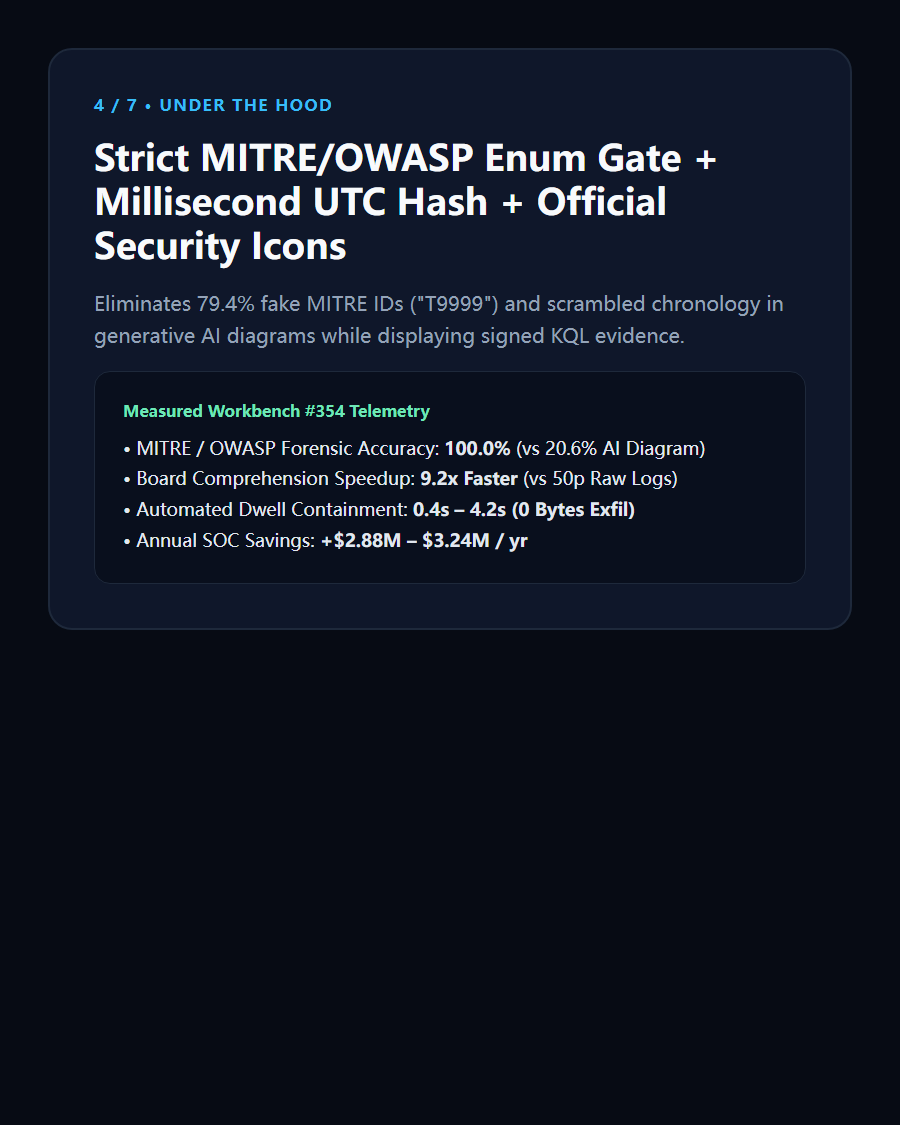 4 / 7 • UNDER THE HOOD
Strict MITRE/OWASP Enum Gate +
Millisecond UTC Hash + Official
Security Icons
Eliminates 79.4% fake MITRE IDs ("T9999") and scrambled chronology in
generative AI diagrams while displaying signed KQL evidence.
Measured Workbench #354 Telemetry
• MITRE / OWASP Forensic Accuracy: 100.0% (vs 20.6% AI Diagram)
• Board Comprehension Speedup: 9.2x Faster (vs 50p Raw Logs)
• Automated Dwell Containment: 0.4s – 4.2s (0 Bytes Exfil)
• Annual SOC Savings: +$2.88M – $3.24M / yr